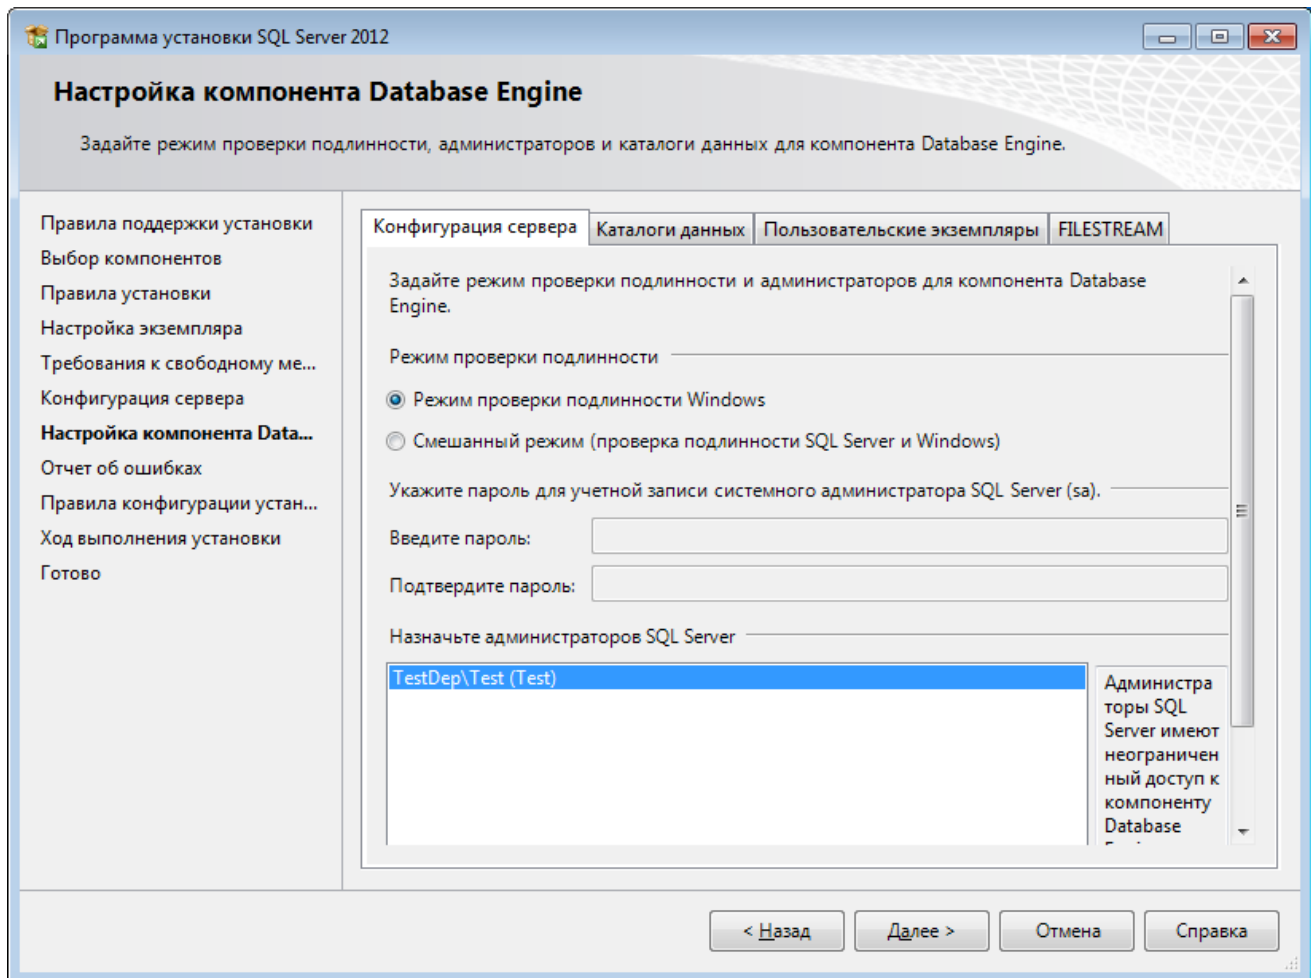 Программа установки SQL Server 2012
Настройка компонента Database Engine
Задайте режим проверки подлинности, администраторов и каталоги данных для компонента Database Engine.
Правила поддержки установки
Выбор компонентов
Правила установки
Настройка экземпляра
Требования к свободному ме...
Конфигурация сервера
Настройка компонента Data...
Отчет об ошибках
Правила конфигурации устан...
Ход выполнения установки
Готово
Конфигурация сервера
Каталоги данных
Пользовательские экземпляры
FILESTREAM
Задайте режим проверки подлинности и администраторов для компонента Database
Engine.
Режим проверки подлинности
Режим проверки подлинности Windows
Смешанный режим (проверка подлинности SQL Server и Windows)
Укажите пароль для учетной записи системного администратора SQL Server (sa).
Введите пароль:
Подтвердите пароль:
Назначьте администраторов SQL Server
TestDep\Test (Test)
Администра
торы SQL
Server имеют
неограничен
ный доступ к
компоненту
Database
< Назад
Далее >
Отмена
Справка